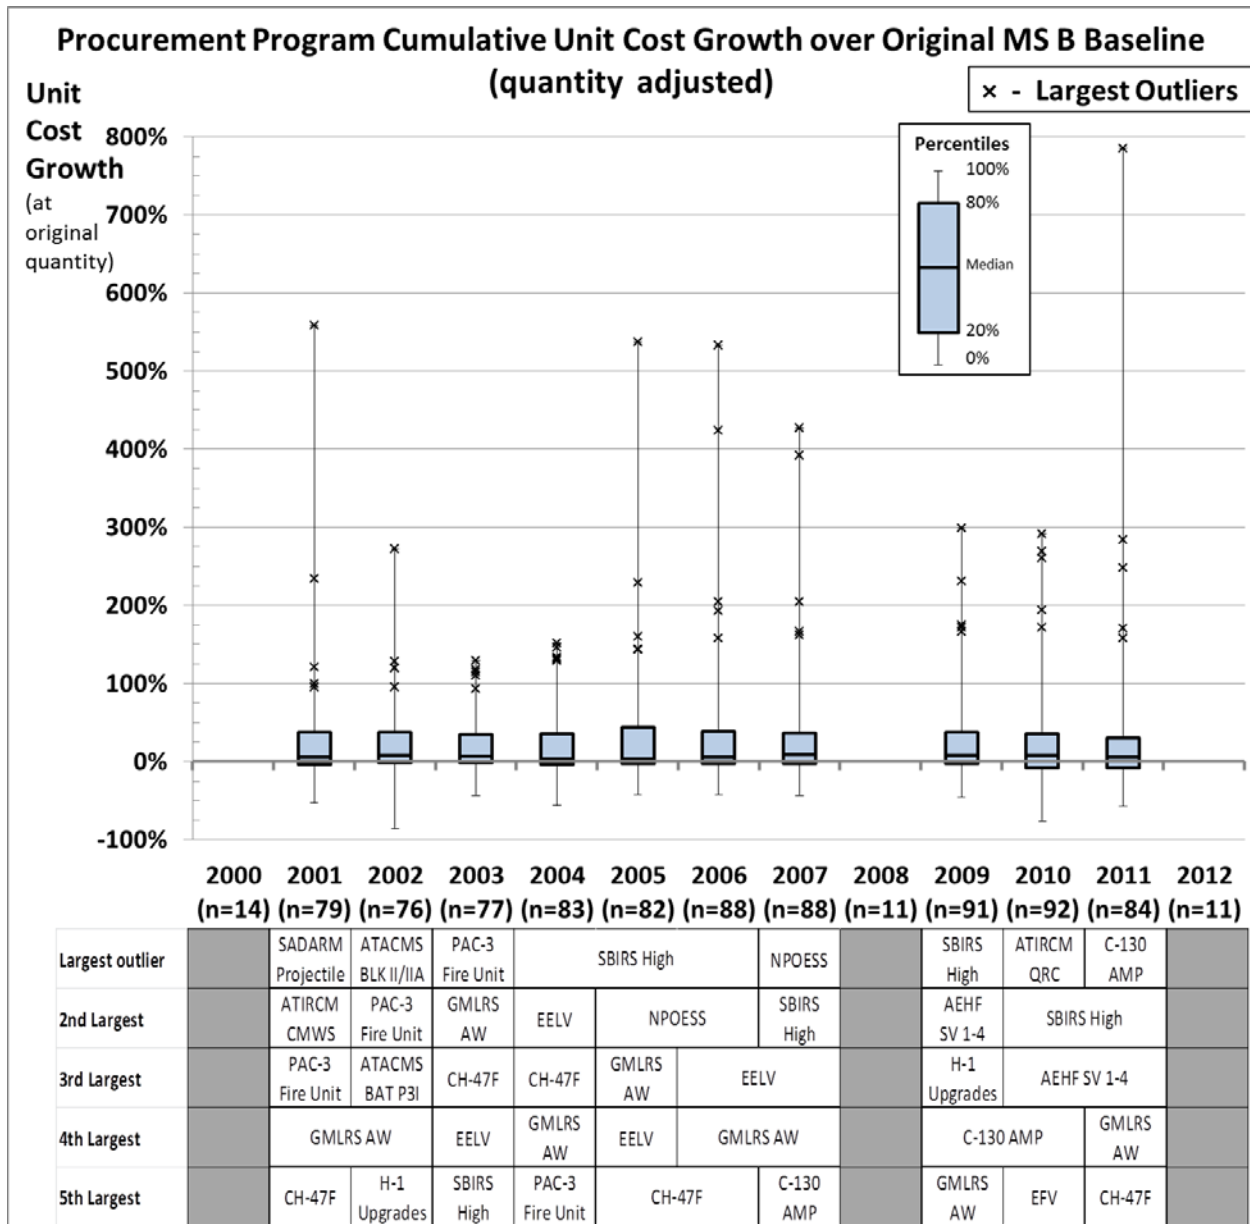 Procurement Program Cumulative Unit Cost Growth over Original MS B Baseline
(quantity adjusted)
× - Largest Outliers
Unit
Cost
Growth
(at
original
quantity)
800%
700%
600%
500%
400%
300%
200%
100%
0%
-100%
Percentiles
100%
80%
Median
20%
0%
2000 2001 2002 2003 2004 2005 2006 2007 2008 2009 2010 2011 2012
(n=14) (n=79) (n=76) (n=77) (n=83) (n=82) (n=88) (n=88) (n=11) (n=91) (n=92) (n=84) (n=11)
Largest outlier
SADARM
Projectile
ATACMS
BLK II/IIA
PAC-3
Fire Unit
SBIRS High
NPOESS
SBIRS
High
ATIRCM
QRC
C-130
AMP
2nd Largest
ATIRCM
CMWS
PAC-3
Fire Unit
GMLRS
AW
EELV
NPOESS
SBIRS
High
AEHF
SV 1-4
SBIRS High
3rd Largest
PAC-3
Fire Unit
ATACMS
BAT P3I
CH-47F
CH-47F
GMLRS
AW
EELV
H-1
Upgrades
AEHF SV 1-4
4th Largest
GMLRS AW
EELV
GMLRS
AW
EELV
GMLRS AW
C-130 AMP
GMLRS
AW
5th Largest
CH-47F
H-1
Upgrades
SBIRS
High
PAC-3
Fire Unit
CH-47F
C-130
AMP
GMLRS
AW
EFV
CH-47F